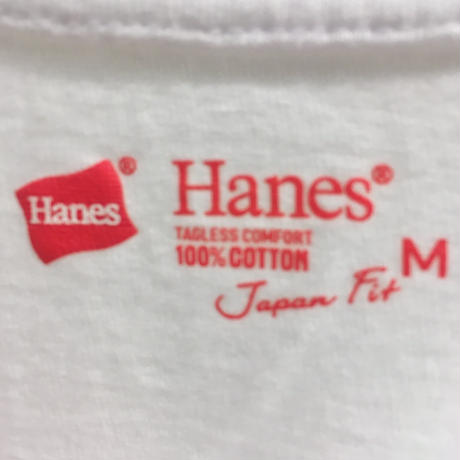 Hanes®
Hanes®
TAGLESS COMFORT
100% COTTON
Japan Fit
M